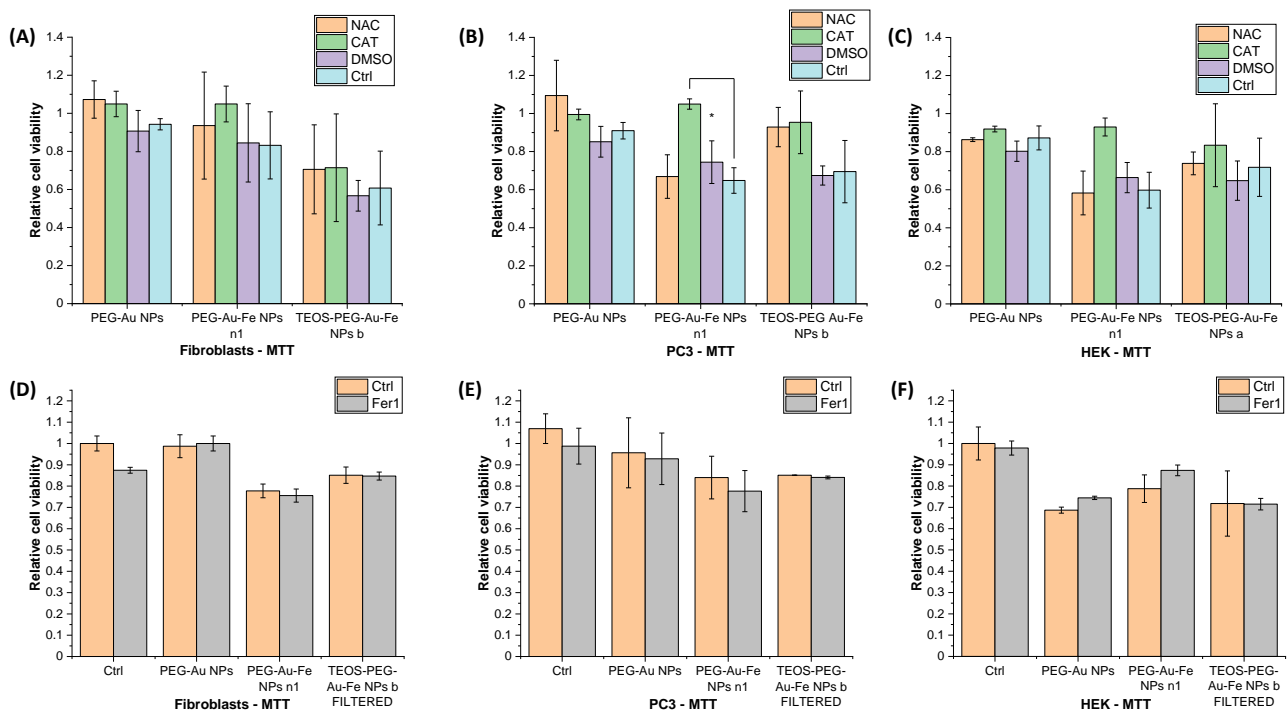 (A)
NAC
CAT
DMSO
Ctrl
1.4
1.2
1
0.8
0.6
0.4
0.2
0
Relative cell viability
PEG-Au NPs
PEG-Au-Fe NPs
n1
TEOS-PEG-Au-Fe
NPs b
Fibroblasts - MTT
(B)
NAC
CAT
DMSO
Ctrl
1.4
1.2
1
0.8
0.6
0.4
0.2
0
*
Relative cell viability
PEG-Au NPs
PEG-Au-Fe NPs
n1
TEOS-PEG Au-Fe
NPs b
PC3 - MTT
(C)
NAC
CAT
DMSO
Ctrl
1.4
1.2
1
0.8
0.6
0.4
0.2
0
Relative cell viability
PEG-Au NPs
PEG-Au-Fe NPs
n1
TEOS-PEG-Au-Fe
NPs a
HEK - MTT
(D)
Ctrl
Fer1
1.2
1.1
1
0.9
0.8
0.7
0.6
0.5
0.4
0.3
0.2
0.1
0
Relative cell viability
Ctrl
PEG-Au NPs
PEG-Au-Fe
NPs n1
TEOS-PEG-
Au-Fe NPs b
FILTERED
Fibroblasts - MTT
(E)
Ctrl
Fer1
1.2
1.1
1
0.9
0.8
0.7
0.6
0.5
0.4
0.3
0.2
0.1
0
Relative cell viability
Ctrl
PEG-Au NPs
PEG-Au-Fe
NPs n1
TEOS-PEG-
Au-Fe NPs b
FILTERED
PC3 - MTT
(F)
Ctrl
Fer1
1.2
1.1
1
0.9
0.8
0.7
0.6
0.5
0.4
0.3
0.2
0.1
0
Relative cell viability
Ctrl
PEG-Au NPs
PEG-Au-Fe
NPs n1
TEOS-PEG-
Au-Fe NPs b
FILTERED
HEK - MTT